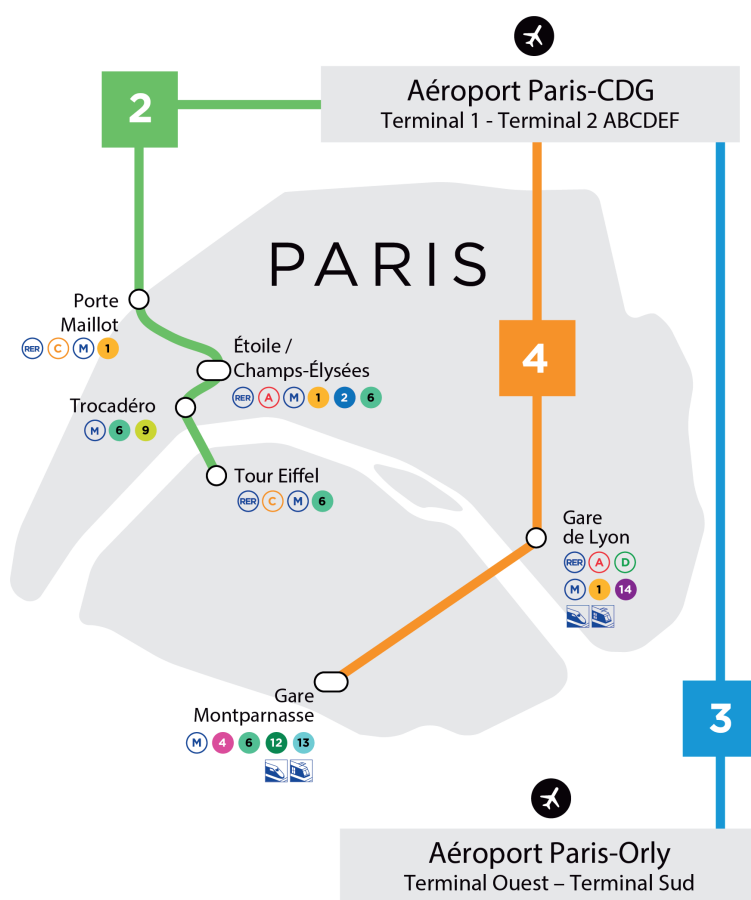 Aéroport Paris-CDG
Terminal 1 - Terminal 2 ABCDEF
2
PARIS
Porte
Maillot
RER C M 1
Étoile /
Champs-Élysées
RER A M 1 2 6
4
Trocadéro
M 6 9
Tour Eiffel
RER C M 6
Gare
de Lyon
RER A D
M 1 14
Gare
Montparnasse
M 4 6 12 13
3
Aéroport Paris-Orly
Terminal Ouest – Terminal Sud